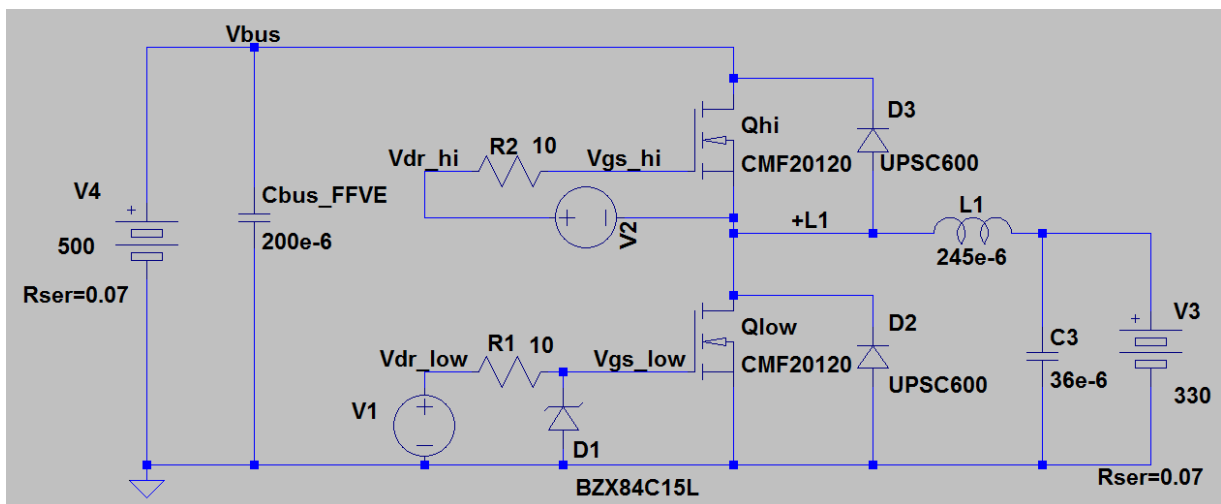 Vbus
D3
Qhi
R2 10
Vdr_hi
Vgs_hi
CMF20120
UPSC600
V4
+
Cbus_FFVE
L1
+L1
+ −
V2
500
200e-6
245e-6
Rser=0.07
D2
V3
+
Qlow
R1 10
C3
Vdr_low
Vgs_low
CMF20120
UPSC600
36e-6
330
V1
+
−
D1
BZX84C15L
Rser=0.07